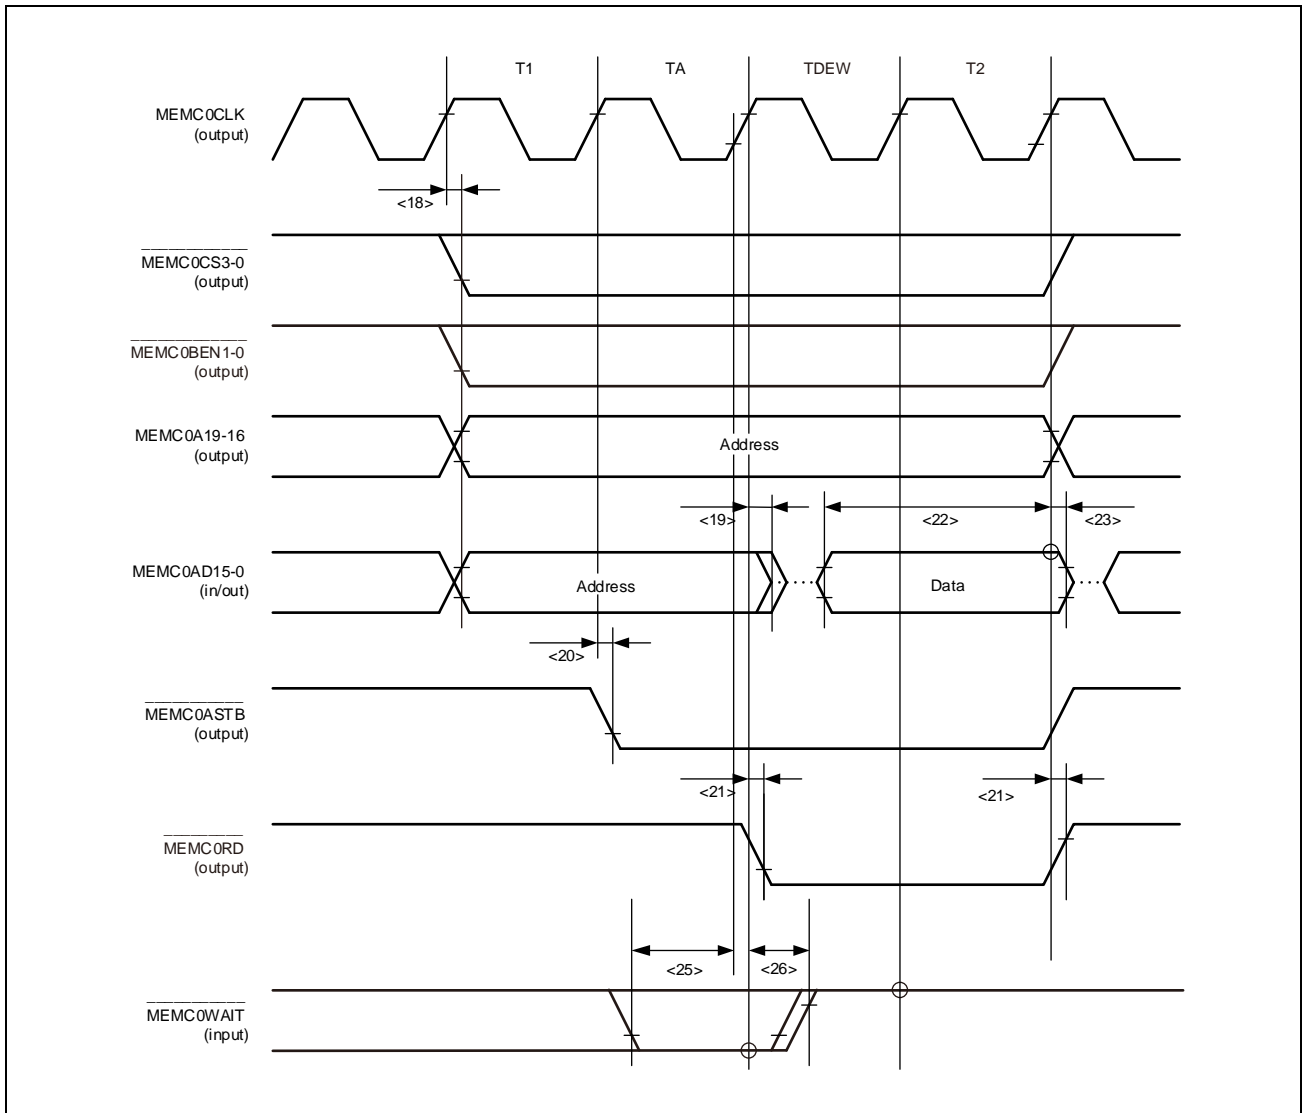 T1 TA TDEW T2
MEMC0CLK
(output)
<18>
MEMC0CS3-0
(output)
MEMC0BEN1-0
(output)
MEMC0A19-16
(output)
Address
<19> <22> <23>
MEMC0AD15-0
(in/out)
Address Data
<20>
MEMC0ASTB
(output)
<21> <21>
MEMC0RD
(output)
<25> <26>
MEMC0WAIT
(input)